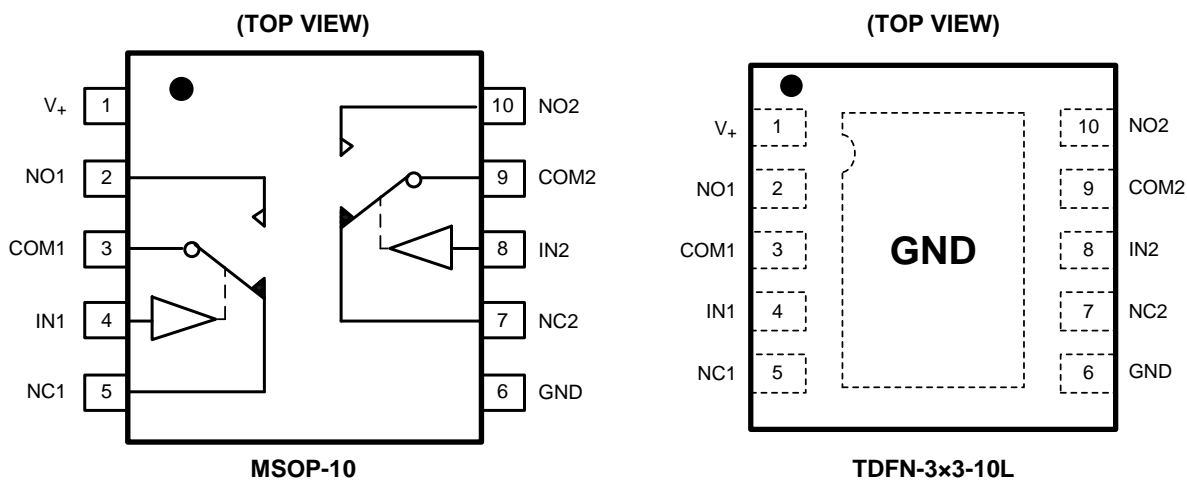 (TOP VIEW)
V+ 1
NO1 2
COM1 3
IN1 4
NC1 5
10 NO2
9 COM2
8 IN2
7 NC2
6 GND
MSOP-10
(TOP VIEW)
V+ 1
NO1 2
COM1 3
IN1 4
NC1 5
GND
10 NO2
9 COM2
8 IN2
7 NC2
6 GND
TDFN-3×3-10L